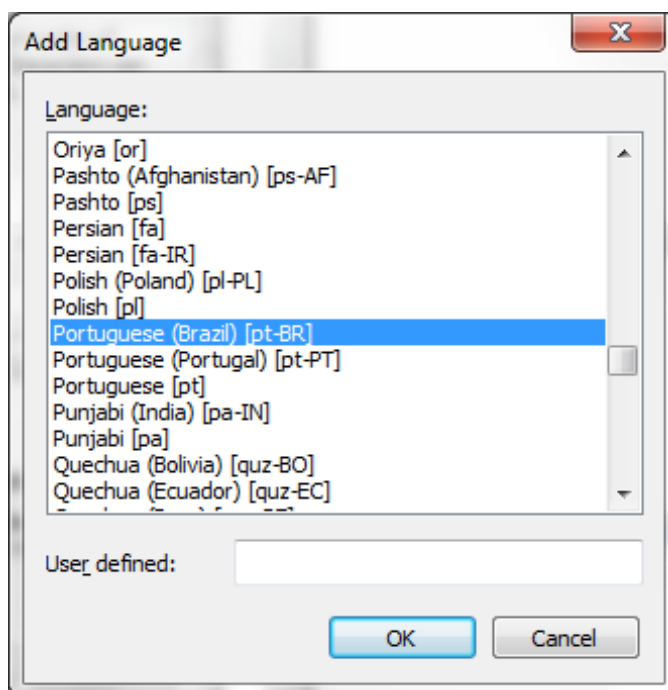 Add Language
Language:
Oriya [or]
Pashto (Afghanistan) [ps-AF]
Pashto [ps]
Persian [fa]
Persian [fa-IR]
Polish (Poland) [pl-PL]
Polish [pl]
Portuguese (Brazil) [pt-BR]
Portuguese (Portugal) [pt-PT]
Portuguese [pt]
Punjabi (India) [pa-IN]
Punjabi [pa]
Quechua (Bolivia) [quz-BO]
Quechua (Ecuador) [quz-EC]
User defined:
OK
Cancel